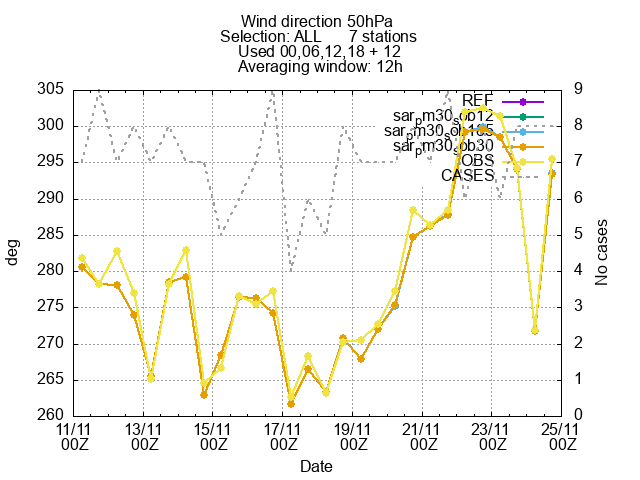 Wind direction 50hPa
Selection: ALL 7 stations
Used 00,06,12,18 + 12
Averaging window: 12h
305
300
295
290
285
280
275
270
265
260
deg
9
8
7
6
5
4
3
2
1
0
No cases
REF
sarpm30sob12
sarpm30sob18s
sarpm30sob30
OBS
CASES
11/11 13/11 15/11 17/11 19/11 21/11 23/11 25/11
00Z 00Z 00Z 00Z 00Z 00Z 00Z 00Z
Date